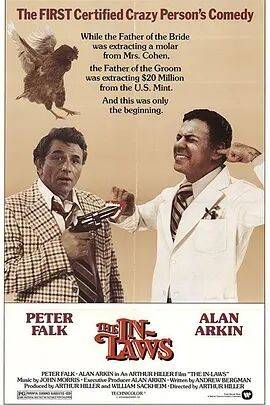 The FIRST Certified Crazy Person's Comedy
While the Father of the Bride
was extracting a molar
from Mrs. Cohen,
the Father of the Groom
was extracting $20 Million
from the U.S. Mint.
And this was only
the beginning.
PETER
FALK
ALAN
ARKIN
THE IN-
LAWS
PETER FALK · ALAN ARKIN in An ARTHUR HILLER Film "THE IN-LAWS"
Music by JOHN MORRIS · Executive Producer ALAN ARKIN · Written by ANDREW BERGMAN
Produced by ARTHUR HILLER and WILLIAM SACKHEIM · Directed by ARTHUR HILLER
PG
TECHNICOLOR